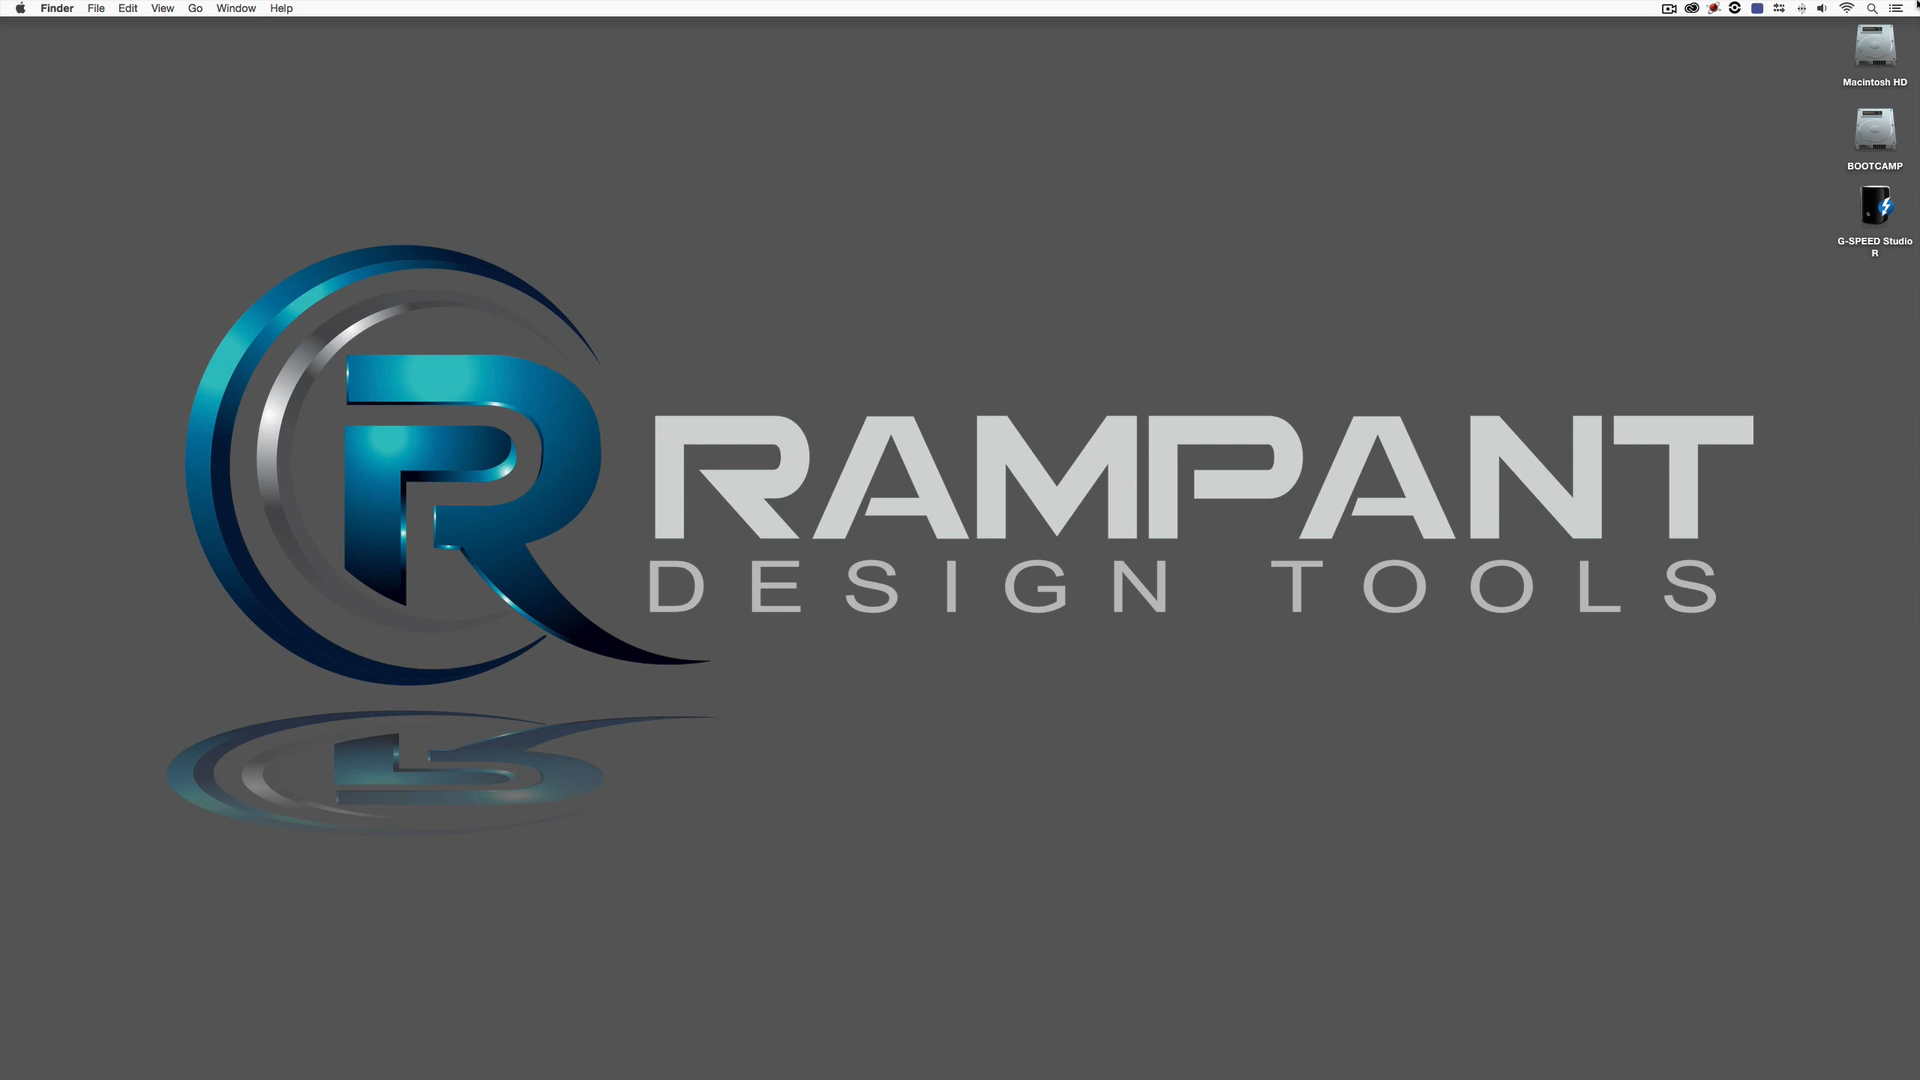 Finder File Edit View Go Window Help
Macintosh HD
BOOTCAMP
G-SPEED Studio
R
RAMPANT
DESIGN TOOLS